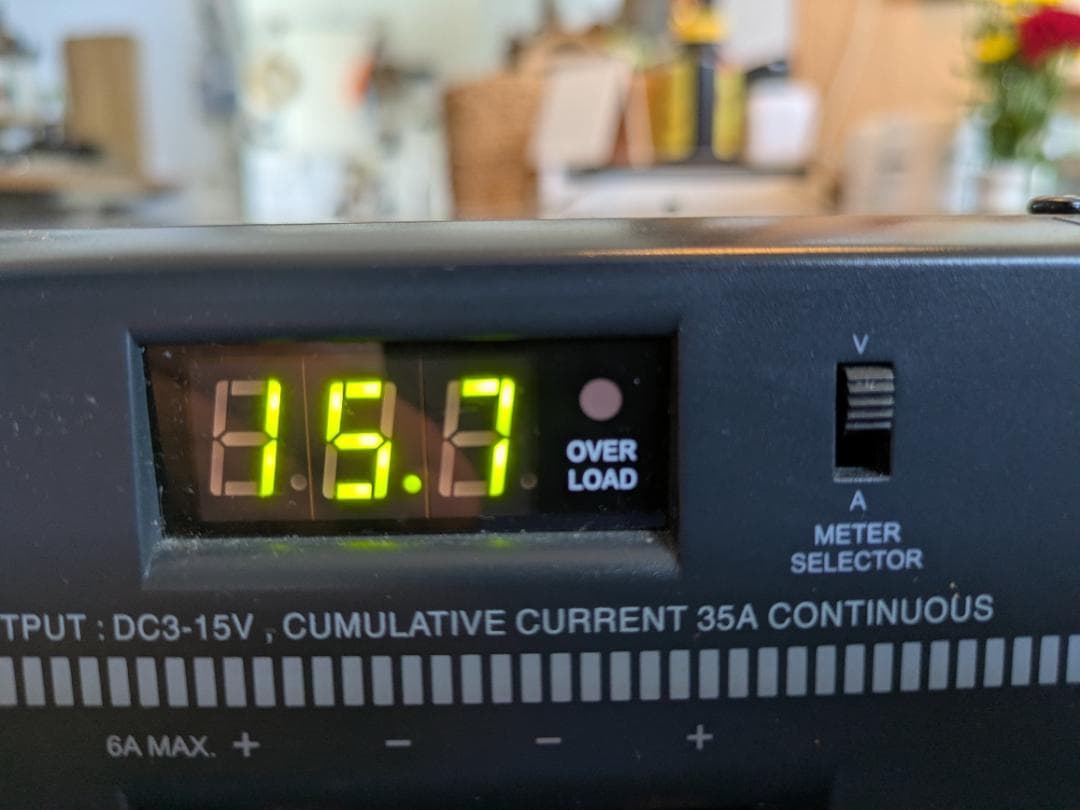 V
15.7
OVER
LOAD
A
METER
SELECTOR
TPUT : DC3-15V , CUMULATIVE CURRENT 35A CONTINUOUS
6A MAX. + − − +